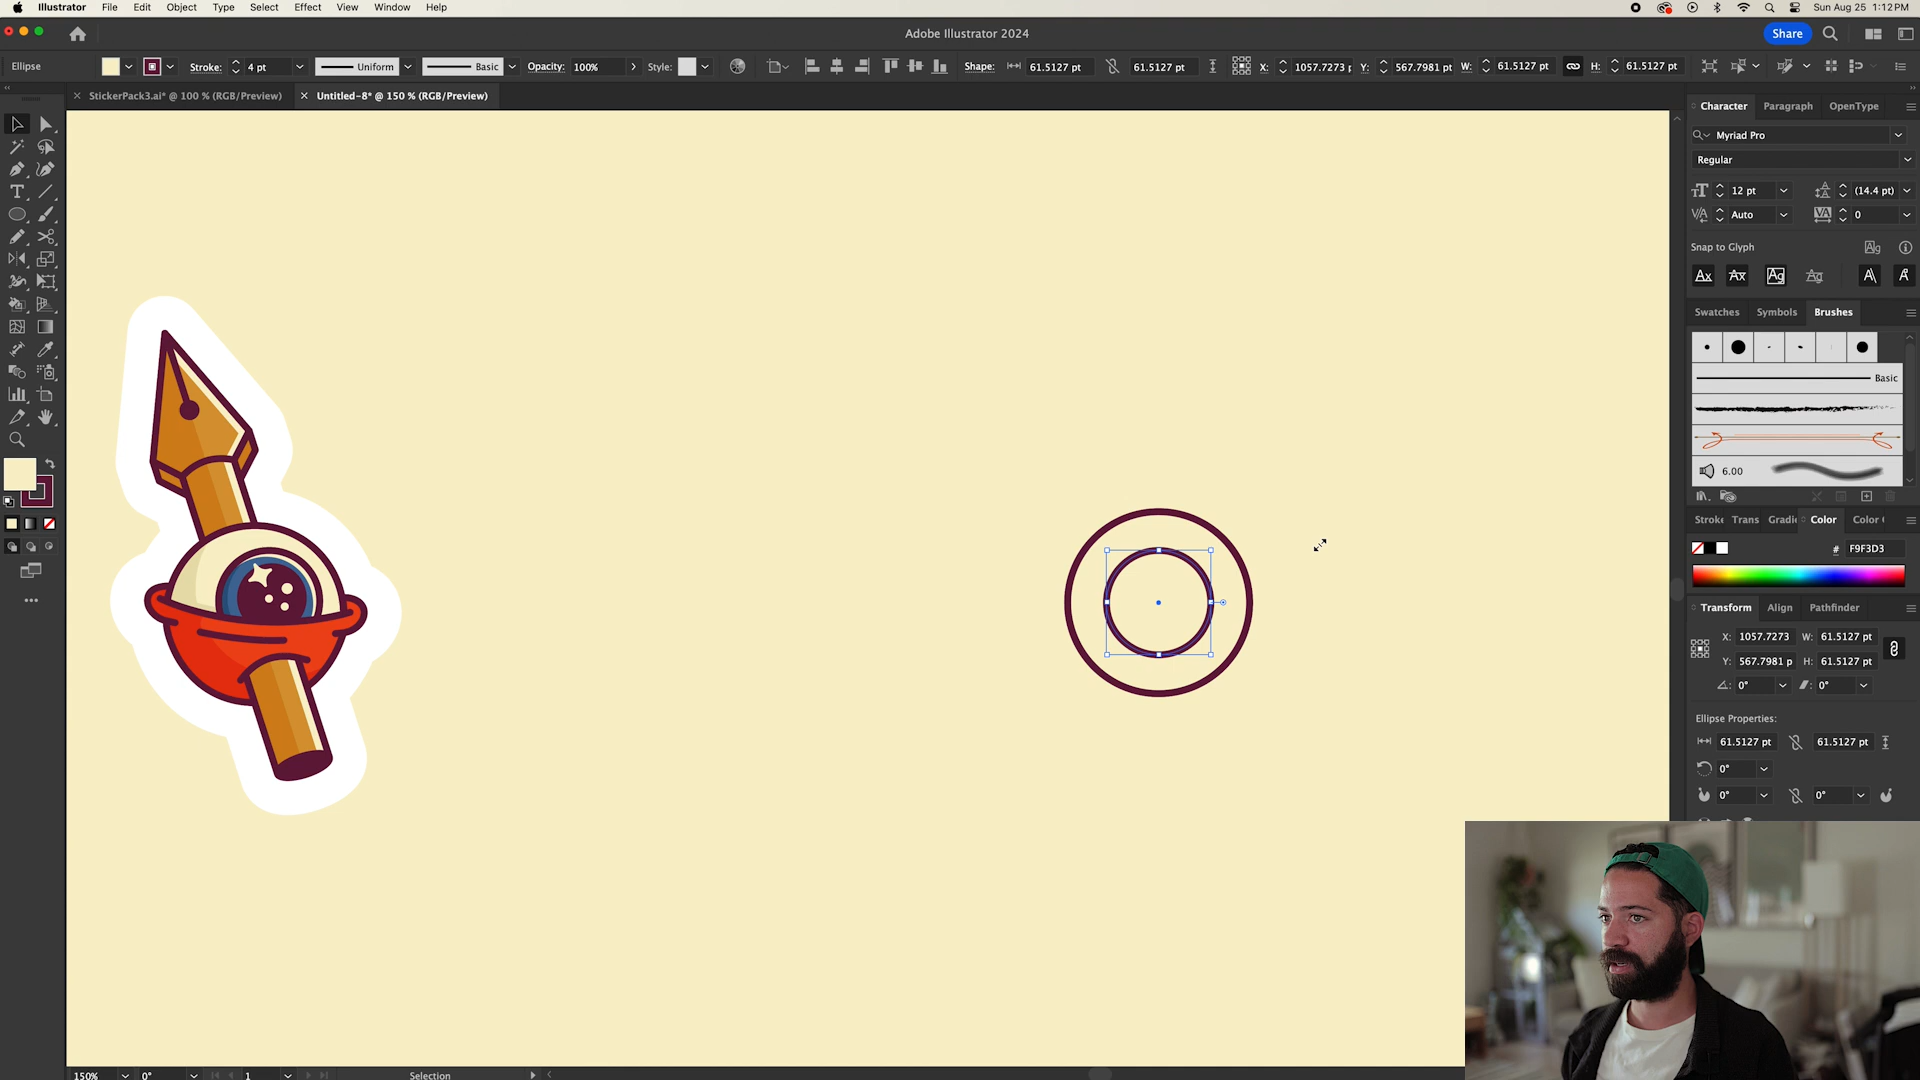 Illustrator File Edit Object Type Select Effect View Window Help Sun Aug 25 1:12 PM
Adobe Illustrator 2024 Share
Ellipse Stroke: 4 pt Uniform Basic Opacity: 100% Style: Shape: 61.5127 pt 61.5127 pt X: 1057.7273 Y: 567.7981 pt W: 61.5127 pt H: 61.5127 pt
StickerPack3.ai* @ 100 % (RGB/Preview) Untitled-8* @ 150 % (RGB/Preview)
Character Paragraph OpenType
Myriad Pro
Regular
12 pt (14.4 pt)
Auto 0
Snap to Glyph
Swatches Symbols Brushes
Basic
6.00
Stroke Trans Gradi Color Color
# F9F3D3
Transform Align Pathfinder
X: 1057.7273 W: 61.5127 pt
Y: 567.7981 p H: 61.5127 pt
0° 0°
Ellipse Properties:
61.5127 pt 61.5127 pt
0°
0° 0°
150% 0° 1 Selection